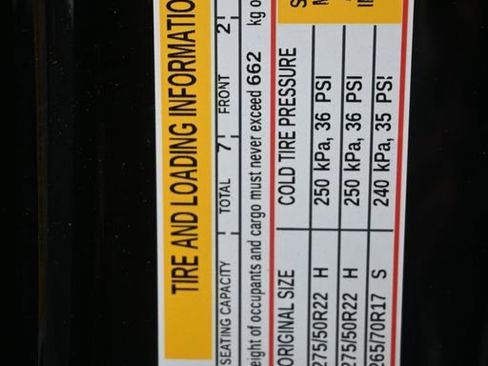 TIRE AND LOADING INFORMATIO
SEATING CAPACITY TOTAL 7 FRONT 2
eight of occupants and cargo must never exceed 662 kg o
ORIGINAL SIZE COLD TIRE PRESSURE
275/50R22 H 250 kPa, 36 PSI
275/50R22 H 250 kPa, 36 PSI
265/70R17 S 240 kPa, 35 PSI